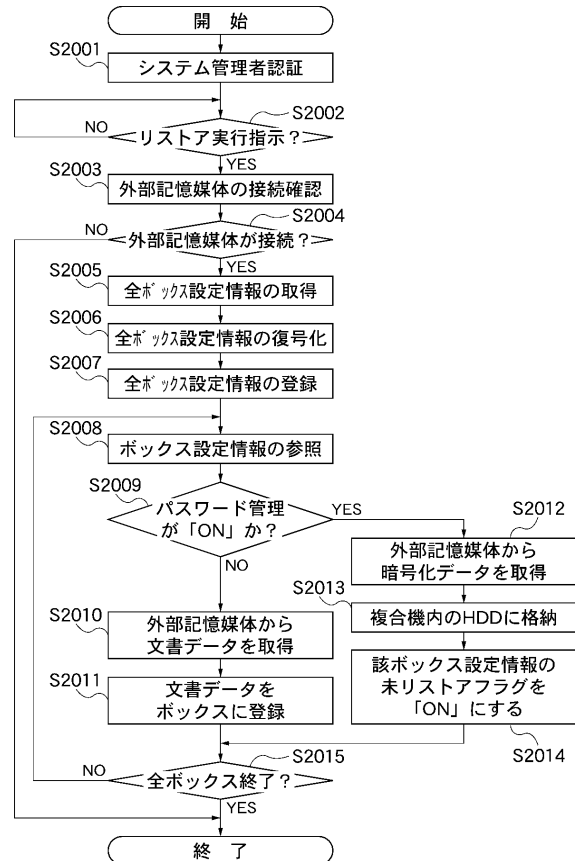 開 始
S2001
システム管理者認証
S2002
NO
リストア実行指示？
YES
S2003
外部記憶媒体の接続確認
S2004
NO
外部記憶媒体が接続？
YES
S2005
全ﾎﾞｯｸｽ設定情報の取得
S2006
全ﾎﾞｯｸｽ設定情報の復号化
S2007
全ﾎﾞｯｸｽ設定情報の登録
S2008
ボックス設定情報の参照
S2009
パスワード管理
が「ON」か？
YES
NO
S2012
外部記憶媒体から
暗号化データを取得
S2013
複合機内のHDDに格納
S2010
外部記憶媒体から
文書データを取得
該ボックス設定情報の
未リストアフラグを
「ON」にする
S2014
S2011
文書データを
ボックスに登録
S2015
NO
全ボックス終了？
YES
終 了